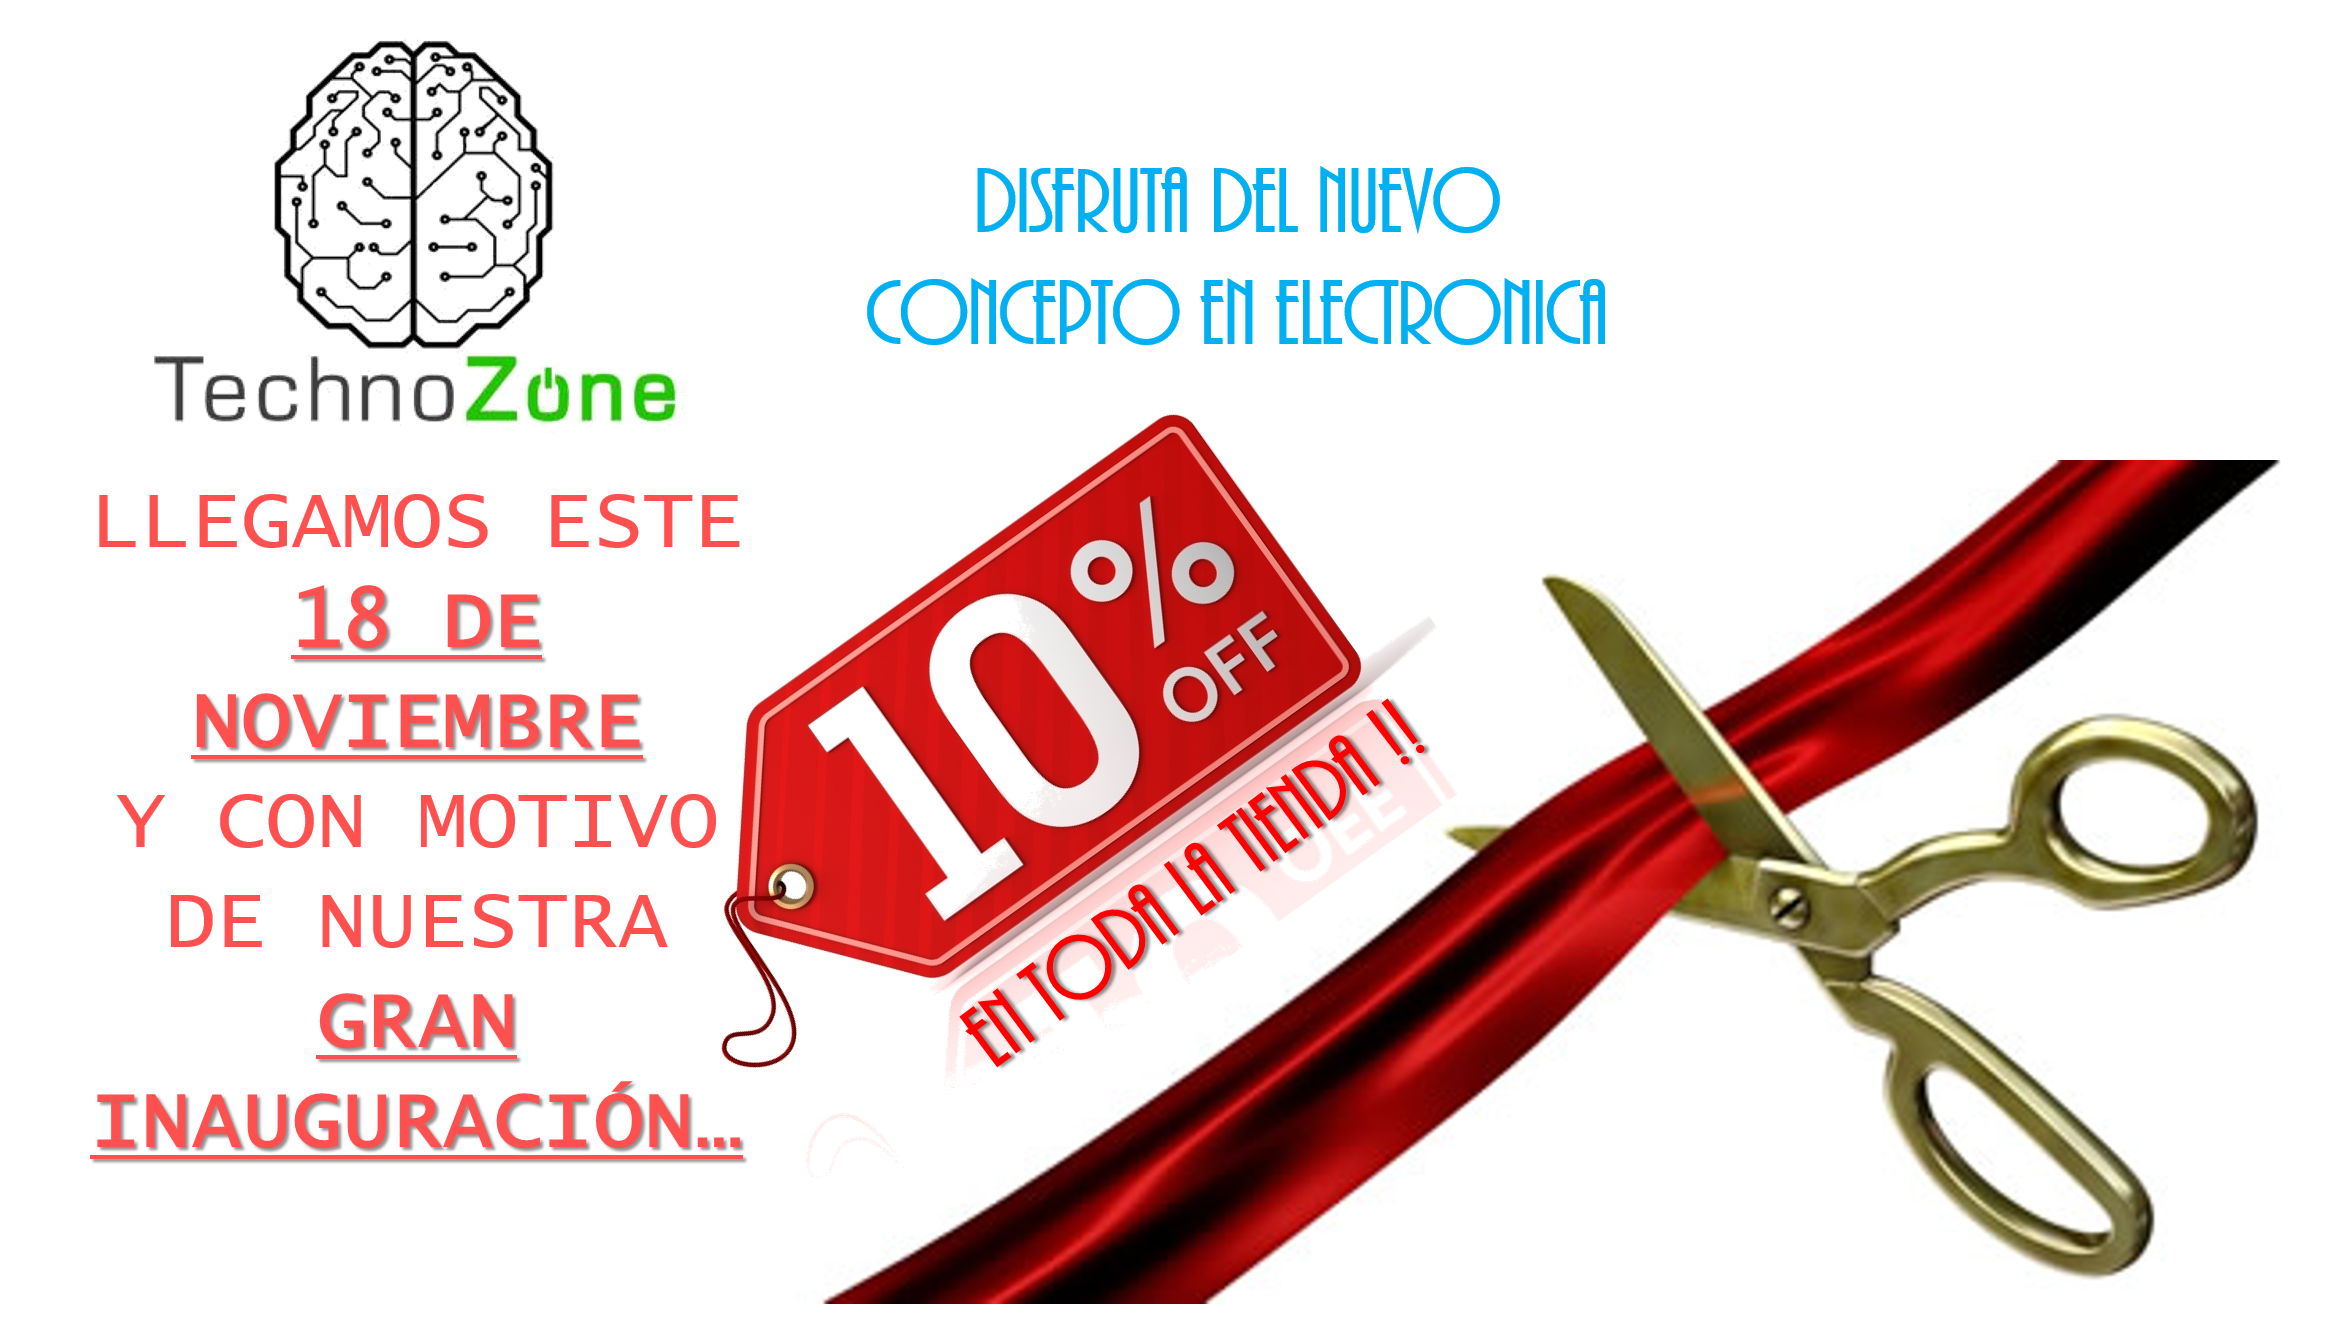 TechnoZone
DISFRUTA DEL NUEVO
CONCEPTO EN ELECTRONICA
LLEGAMOS ESTE
18 DE
NOVIEMBRE
Y CON MOTIVO
DE NUESTRA
GRAN
INAUGURACIÓN…
10%
OFF
EN TODA LA TIENDA !!